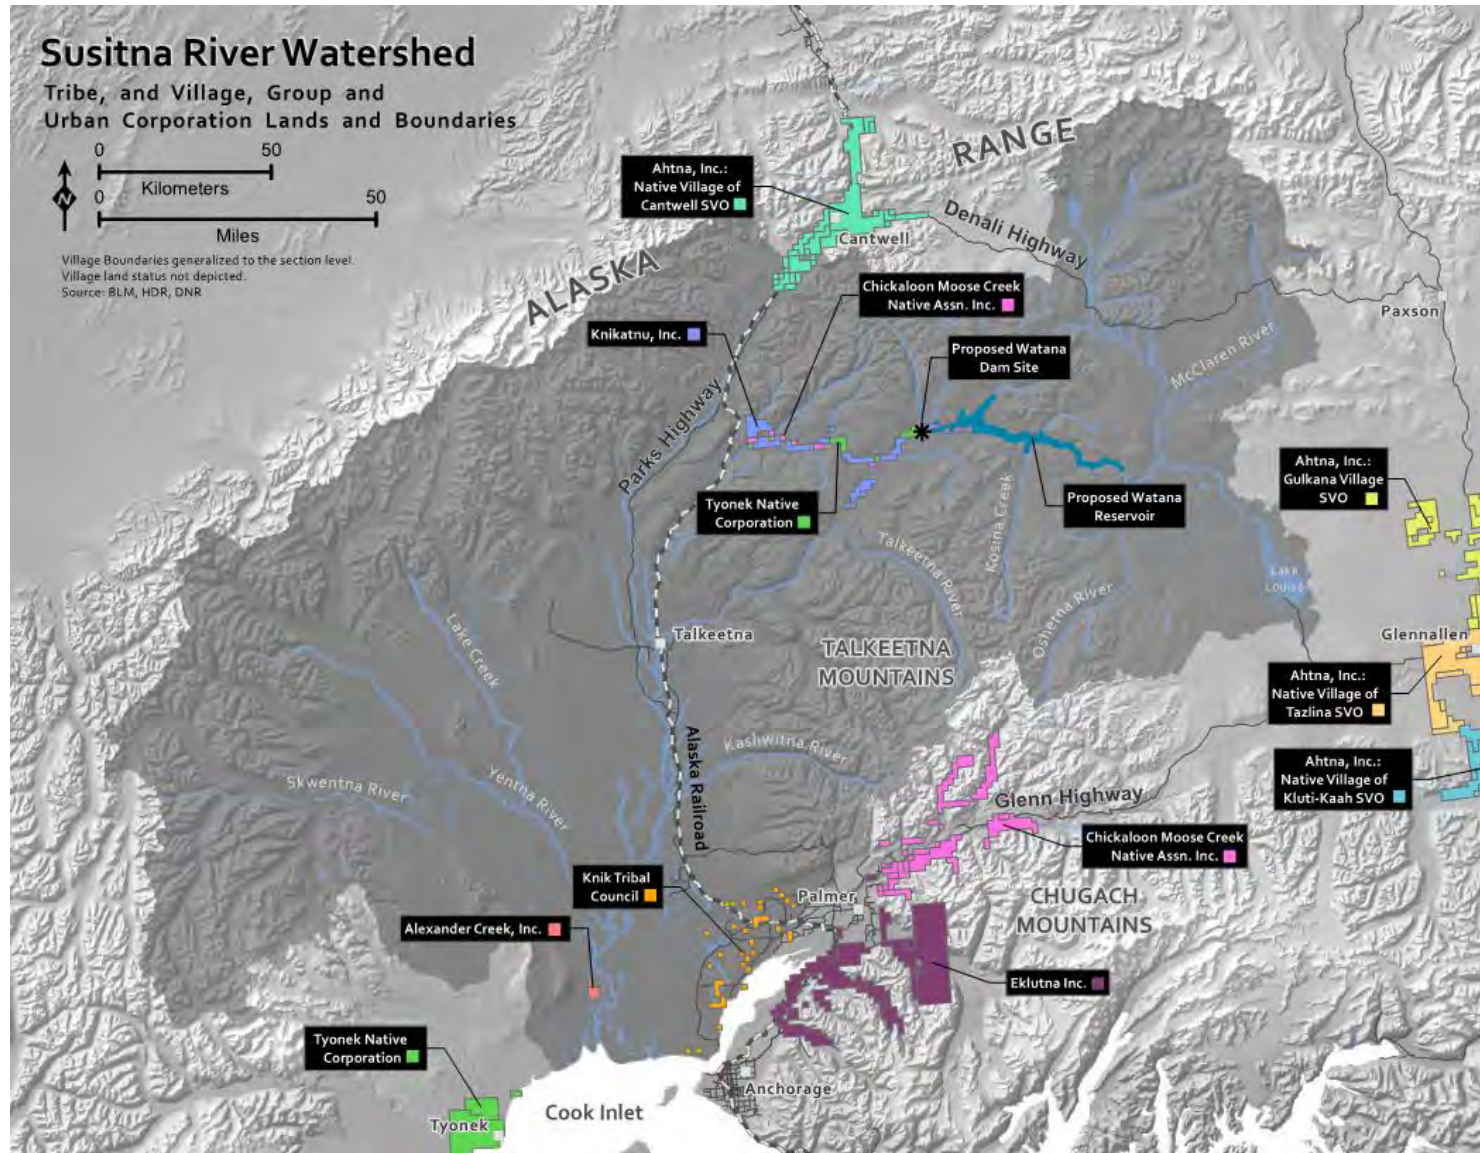 Susitna River Watershed
Tribe, and Village, Group and
Urban Corporation Lands and Boundaries
0 50
Kilometers
0 50
Miles
N
Village Boundaries generalized to the section level.
Village land status not depicted.
Source: BLM, HDR, DNR
ALASKA
RANGE
Ahtna, Inc.:
Native Village of
Cantwell SVO
Cantwell
Denali Highway
Chickaloon Moose Creek
Native Assn. Inc.
Knikatnu, Inc.
Proposed Watana
Dam Site
Paxson
McClaren River
Parks Highway
Ahtna, Inc.:
Gulkana Village
SVO
Tyonek Native
Corporation
Proposed Watana
Reservoir
Kosina Creek
Talkeetna River
Lake
Louise
Oshetna River
Lake Creek
Talkeetna
TALKEETNA
MOUNTAINS
Glennallen
Ahtna, Inc.:
Native Village of
Tazlina SVO
Alaska Railroad
Kashwitna River
Skwentna River
Yentna River
Ahtna, Inc.:
Native Village of
Kluti-Kaah SVO
Glenn Highway
Chickaloon Moose Creek
Native Assn. Inc.
Knik Tribal
Council
Palmer
CHUGACH
MOUNTAINS
Alexander Creek, Inc.
Eklutna Inc.
Tyonek Native
Corporation
Anchorage
Cook Inlet
Tyonek